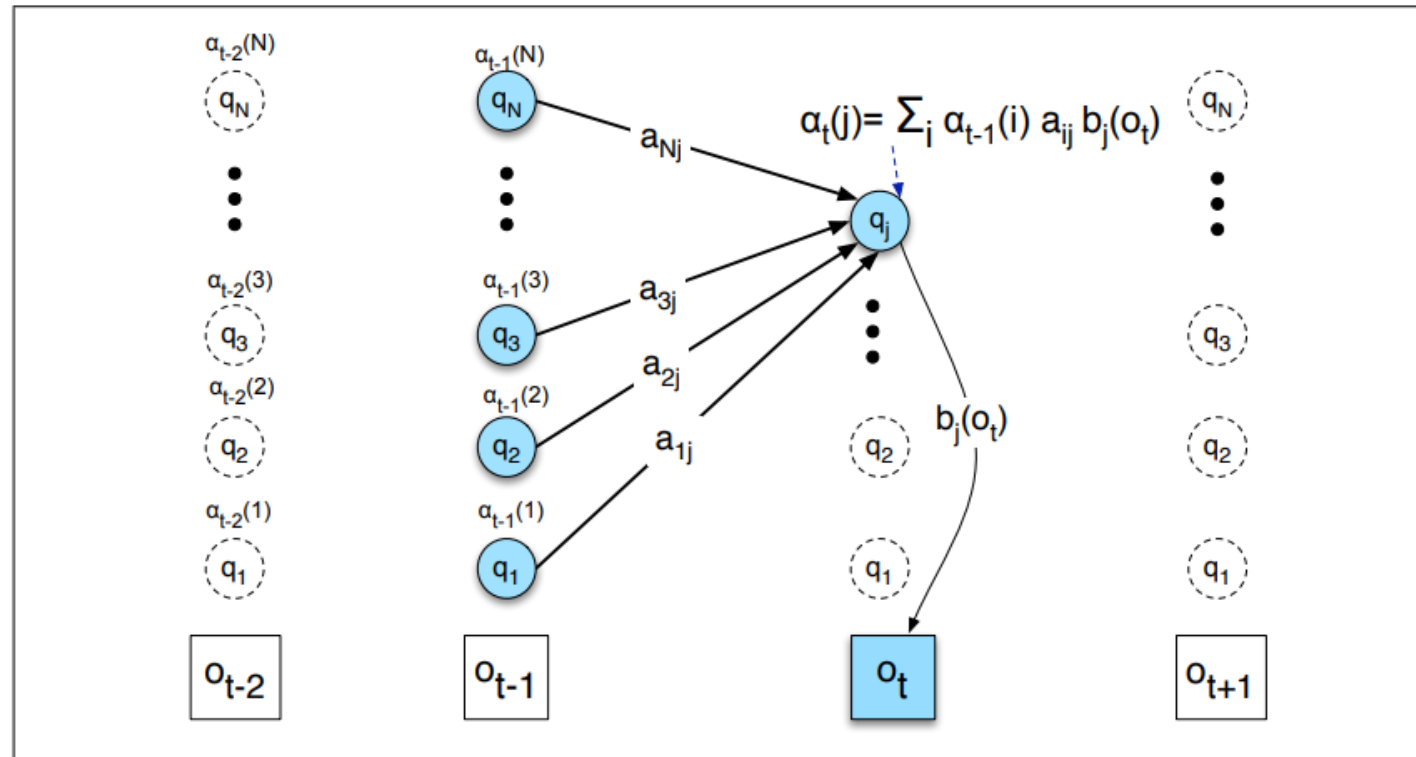 αt-2(N)
qN
αt-2(3)
q3
αt-2(2)
q2
αt-2(1)
q1
ot-2
αt-1(N)
qN
αt-1(3)
q3
αt-1(2)
q2
αt-1(1)
q1
ot-1
aNj
a3j
a2j
a1j
αt(j)= Σi αt-1(i) aij bj(ot)
qj
bj(ot)
q2
q1
ot
qN
q3
q2
q1
ot+1